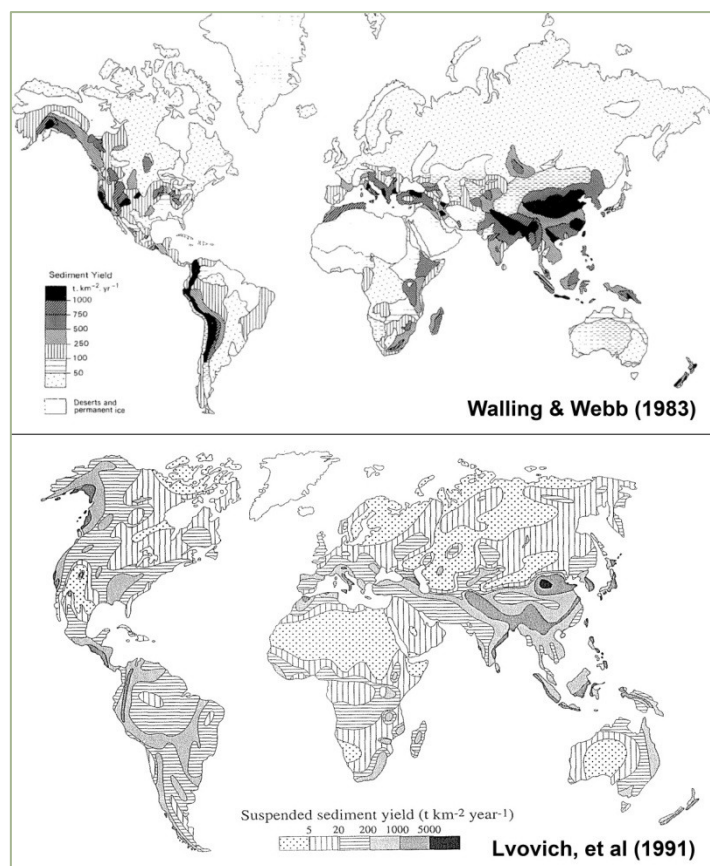 Sediment Yield
t. km⁻² yr⁻¹
1000
750
500
250
100
50
Deserts and
permanent ice
Walling & Webb (1983)
Suspended sediment yield (t km⁻² year⁻¹)
5 20 200 1000 5000
Lvovich, et al (1991)